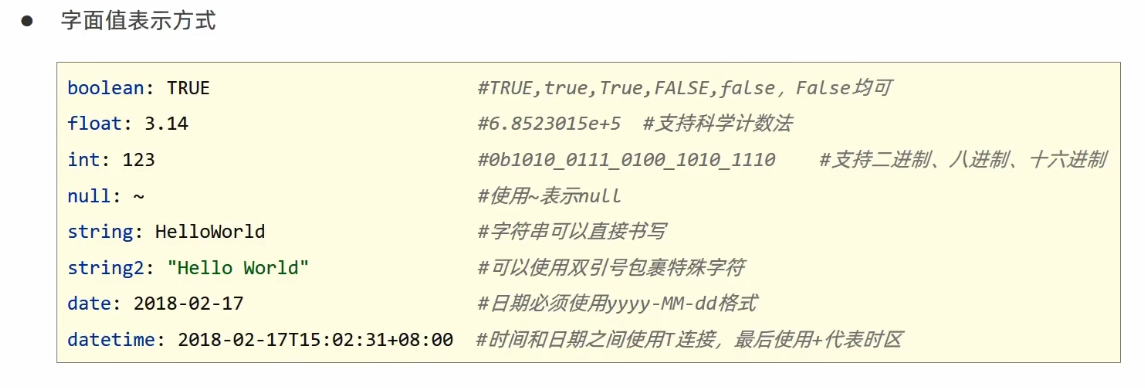 ● 字面值表示方式
boolean: TRUE #TRUE,true,True,FALSE,false, False均可
float: 3.14 #6.8523015e+5 #支持科学计数法
int: 123 #0b1010_0111_0100_1010_1110 #支持二进制、八进制、十六进制
null: ~ #使用~表示null
string: HelloWorld #字符串可以直接书写
string2: "Hello World" #可以使用双引号包裹特殊字符
date: 2018-02-17 #日期必须使用yyyy-MM-dd格式
datetime: 2018-02-17T15:02:31+08:00 #时间和日期之间使用T连接，最后使用+代表时区